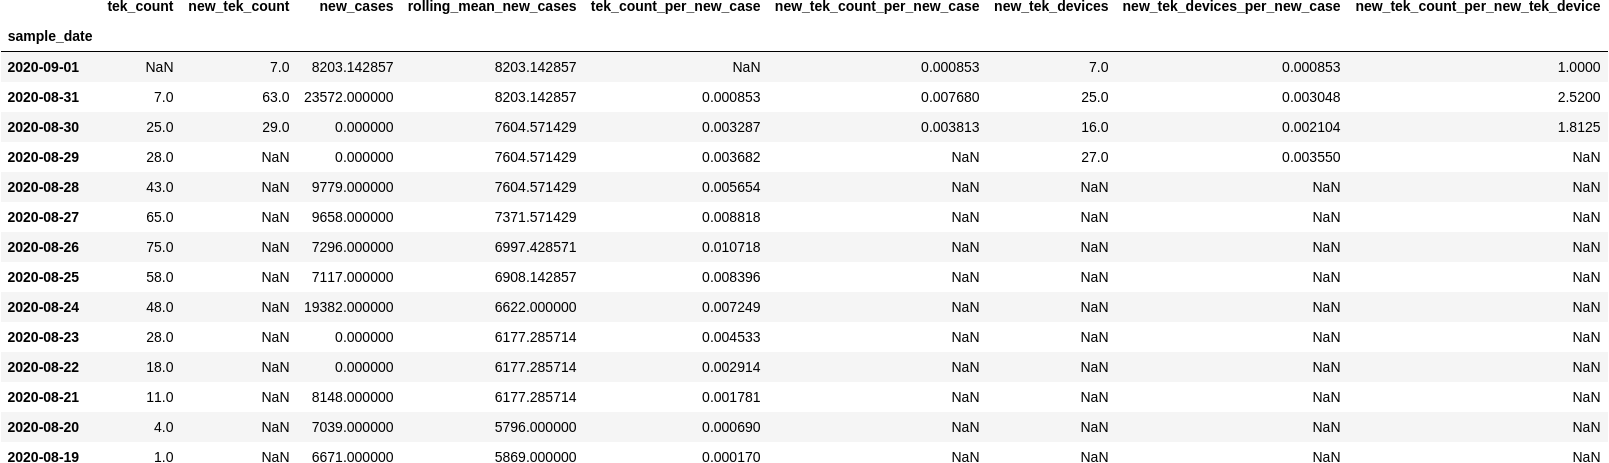 tek_count new_tek_count new_cases rolling_mean_new_cases tek_count_per_new_case new_tek_count_per_new_case new_tek_devices new_tek_devices_per_new_case new_tek_count_per_new_tek_device
sample_date
2020-09-01 NaN 7.0 8203.142857 8203.142857 NaN 0.000853 7.0 0.000853 1.0000
2020-08-31 7.0 63.0 23572.000000 8203.142857 0.000853 0.007680 25.0 0.003048 2.5200
2020-08-30 25.0 29.0 0.000000 7604.571429 0.003287 0.003813 16.0 0.002104 1.8125
2020-08-29 28.0 NaN 0.000000 7604.571429 0.003682 NaN 27.0 0.003550 NaN
2020-08-28 43.0 NaN 9779.000000 7604.571429 0.005654 NaN NaN NaN NaN
2020-08-27 65.0 NaN 9658.000000 7371.571429 0.008818 NaN NaN NaN NaN
2020-08-26 75.0 NaN 7296.000000 6997.428571 0.010718 NaN NaN NaN NaN
2020-08-25 58.0 NaN 7117.000000 6908.142857 0.008396 NaN NaN NaN NaN
2020-08-24 48.0 NaN 19382.000000 6622.000000 0.007249 NaN NaN NaN NaN
2020-08-23 28.0 NaN 0.000000 6177.285714 0.004533 NaN NaN NaN NaN
2020-08-22 18.0 NaN 0.000000 6177.285714 0.002914 NaN NaN NaN NaN
2020-08-21 11.0 NaN 8148.000000 6177.285714 0.001781 NaN NaN NaN NaN
2020-08-20 4.0 NaN 7039.000000 5796.000000 0.000690 NaN NaN NaN NaN
2020-08-19 1.0 NaN 6671.000000 5869.000000 0.000170 NaN NaN NaN NaN